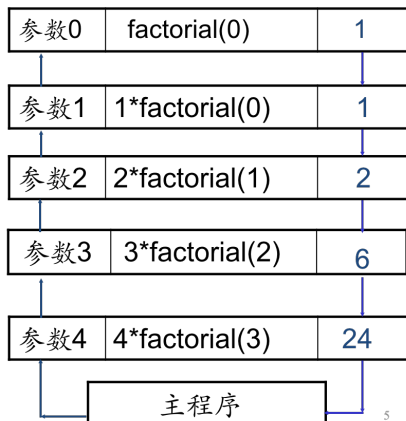 参数0 factorial(0) 1
参数1 1*factorial(0) 1
参数2 2*factorial(1) 2
参数3 3*factorial(2) 6
参数4 4*factorial(3) 24
主程序
5